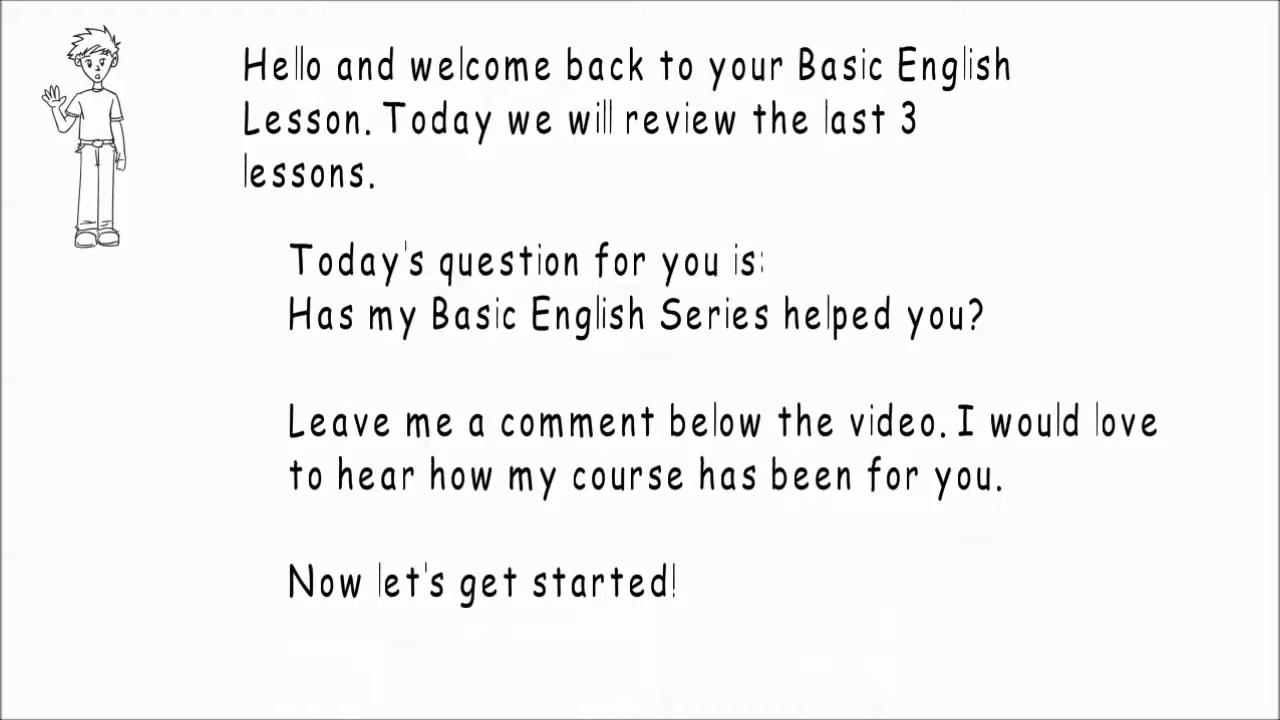 Hello and welcome back to your Basic English
Lesson. Today we will review the last 3
lessons.
Today's question for you is:
Has my Basic English Series helped you?
Leave me a comment below the video. I would love
to hear how my course has been for you.
Now let's get started!